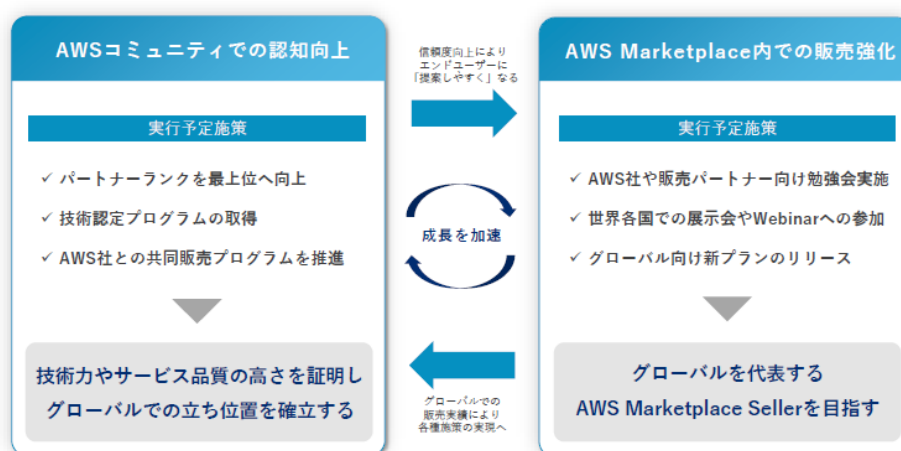 AWSコミュニティでの認知向上
実行予定施策
✓ パートナーランクを最上位へ向上
✓ 技術認定プログラムの取得
✓ AWS社との共同販売プログラムを推進
技術力やサービス品質の高さを証明し
グローバルでの立ち位置を確立する
信頼度向上により
エンドユーザーに
「提案しやすく」なる
成長を加速
グローバルでの
販売実績により
各種施策の実現へ
AWS Marketplace内での販売強化
実行予定施策
✓ AWS社や販売パートナー向け勉強会実施
✓ 世界各国での展示会やWebinarへの参加
✓ グローバル向け新プランのリリース
グローバルを代表する
AWS Marketplace Sellerを目指す